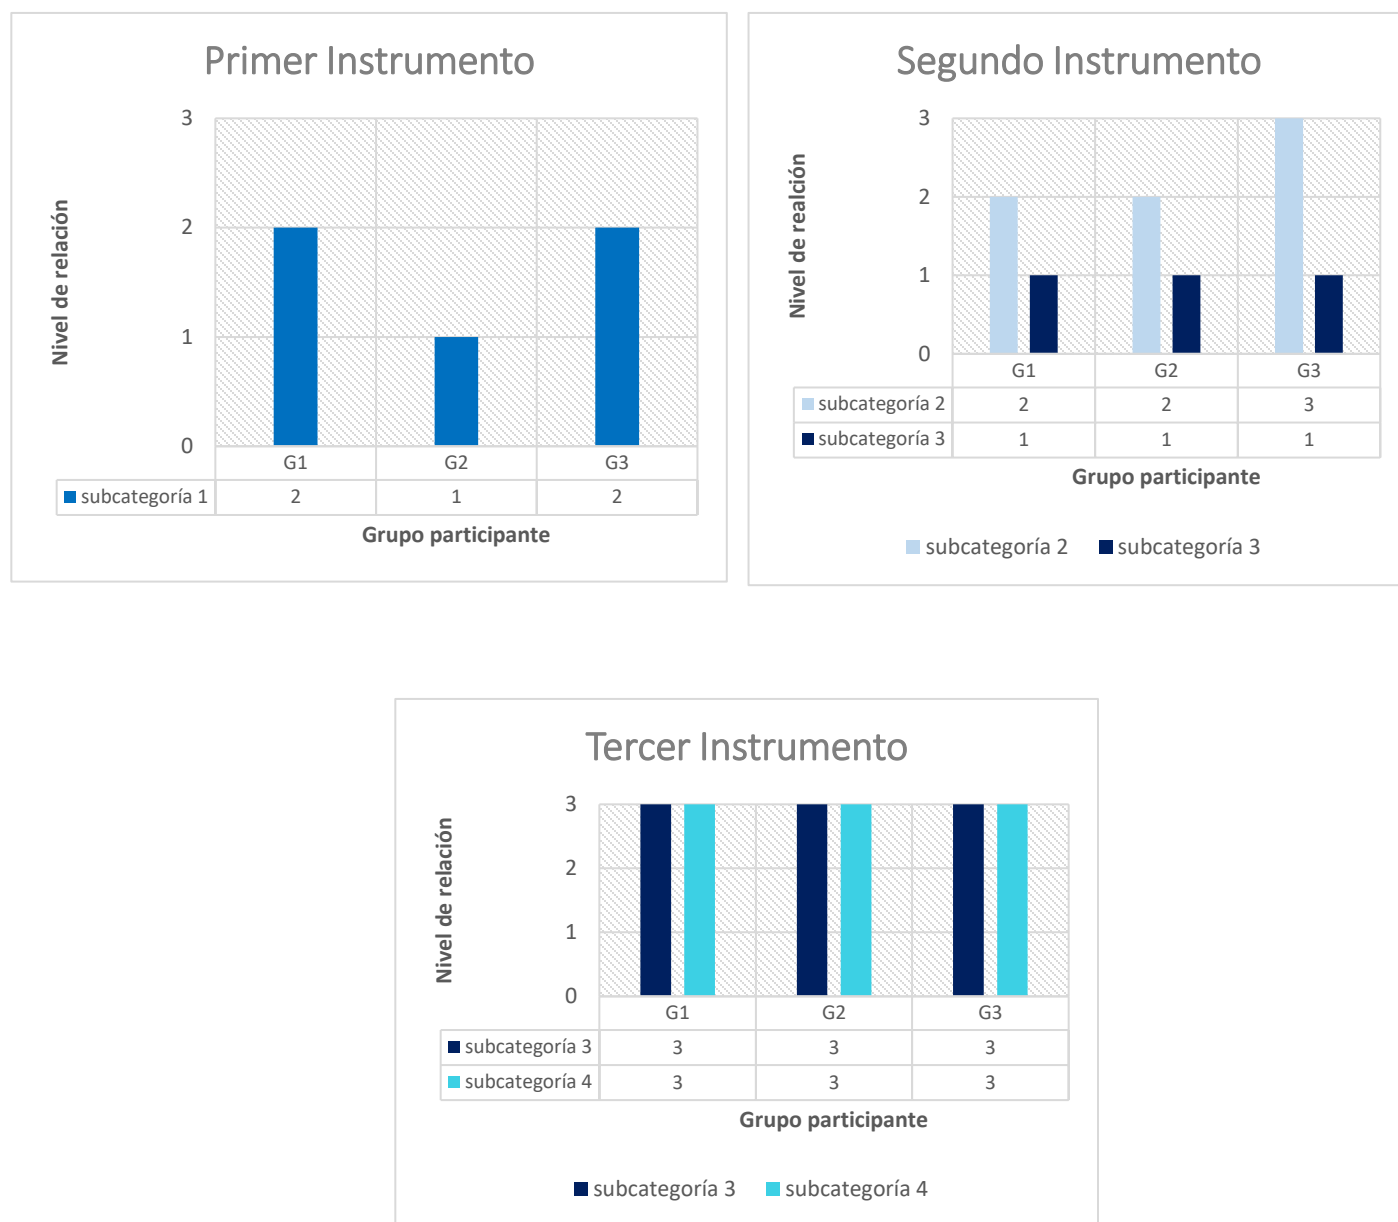 Primer Instrumento
3
2
1
0
Nivel de relación
G1 G2 G3
subcategoría 1 2 1 2
Grupo participante
Segundo Instrumento
3
2
1
0
Nivel de realción
G1 G2 G3
subcategoría 2 2 2 3
subcategoría 3 1 1 1
Grupo participante
subcategoría 2 subcategoría 3
Tercer Instrumento
3
2
1
0
Nivel de relación
G1 G2 G3
subcategoría 3 3 3 3
subcategoría 4 3 3 3
Grupo participante
subcategoría 3 subcategoría 4